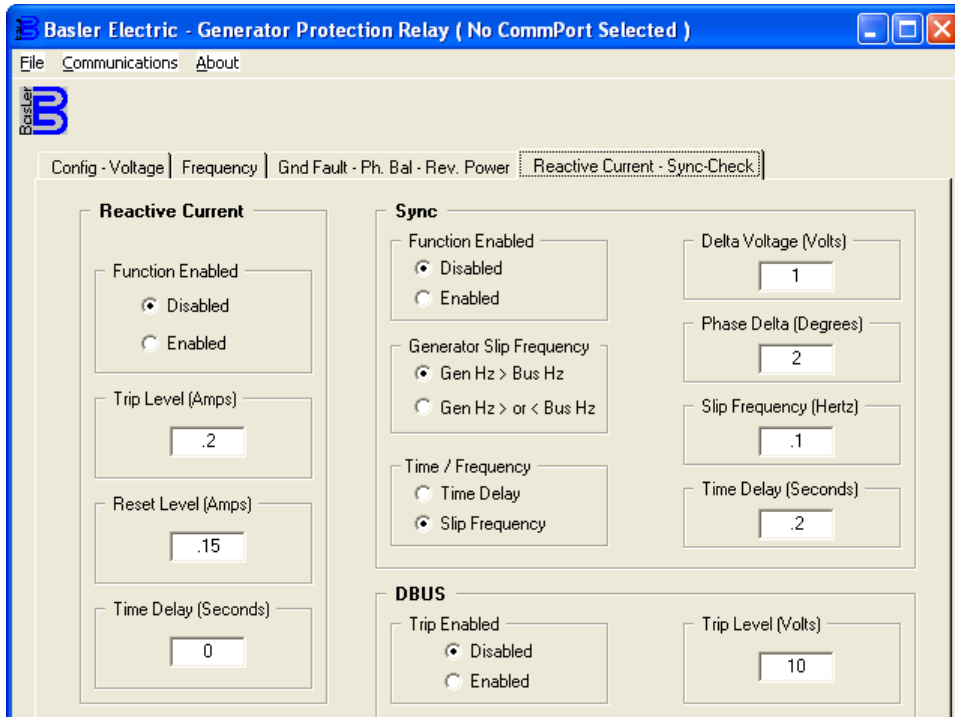 Basler Electric - Generator Protection Relay ( No CommPort Selected )
File Communications About
Basler
Config - Voltage Frequency Gnd Fault - Ph. Bal - Rev. Power Reactive Current - Sync-Check
Reactive Current
Function Enabled
Disabled
Enabled
Trip Level (Amps)
.2
Reset Level (Amps)
.15
Time Delay (Seconds)
0
Sync
Function Enabled
Disabled
Enabled
Generator Slip Frequency
Gen Hz > Bus Hz
Gen Hz > or < Bus Hz
Time / Frequency
Time Delay
Slip Frequency
Delta Voltage (Volts)
1
Phase Delta (Degrees)
2
Slip Frequency (Hertz)
.1
Time Delay (Seconds)
.2
DBUS
Trip Enabled
Disabled
Enabled
Trip Level (Volts)
10